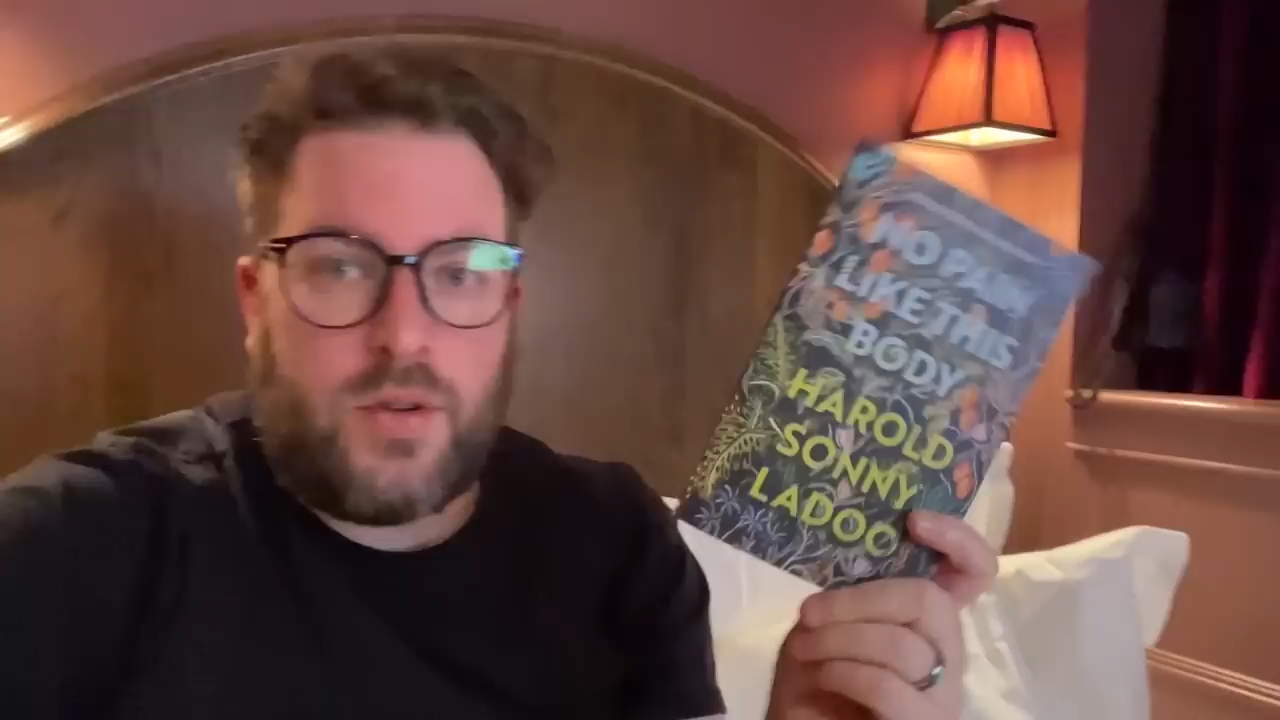 NO PAIN
LIKE THIS
BODY
HAROLD
SONNY
LADOO